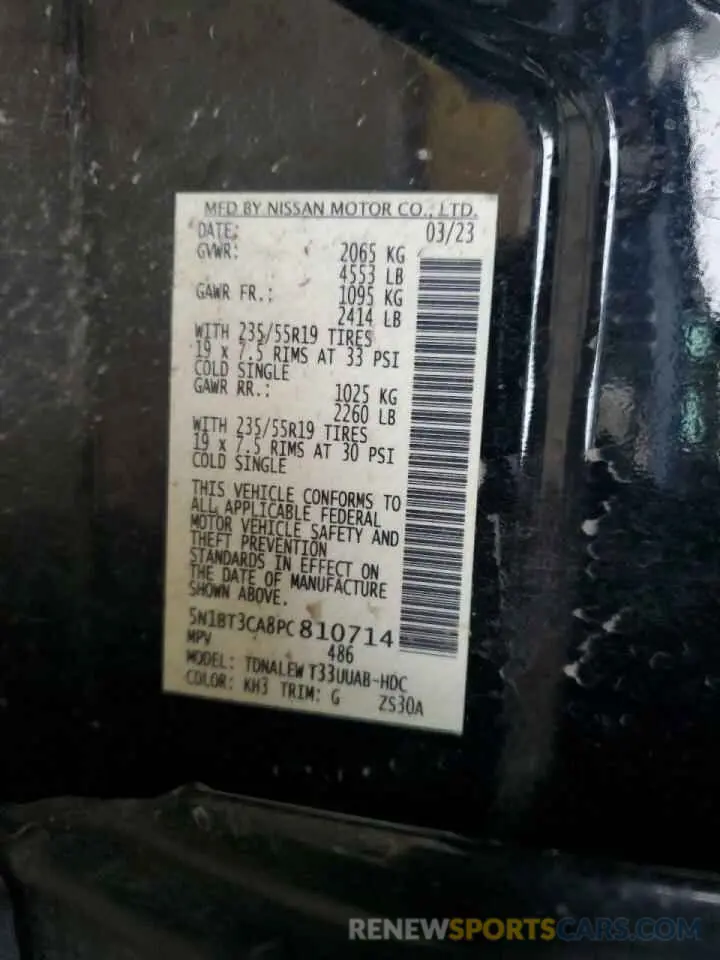 MFD BY NISSAN MOTOR CO., LTD.
DATE: 03/23
GVWR: 2065 KG
4553 LB
GAWR FR.: 1095 KG
2414 LB
WITH 235/55R19 TIRES
19 x 7.5 RIMS AT 33 PSI
COLD SINGLE
GAWR RR.: 1025 KG
2260 LB
WITH 235/55R19 TIRES
19 x 7.5 RIMS AT 30 PSI
COLD SINGLE
THIS VEHICLE CONFORMS TO
ALL APPLICABLE FEDERAL
MOTOR VEHICLE SAFETY AND
THEFT PREVENTION
STANDARDS IN EFFECT ON
THE DATE OF MANUFACTURE
SHOWN ABOVE.
5N1BT3CA8PC810714
MPV 486
MODEL: TDNALEW T33UUAB-HDC
COLOR: KH3 TRIM: G ZS30A
RENEWSPORTSCARS.COM